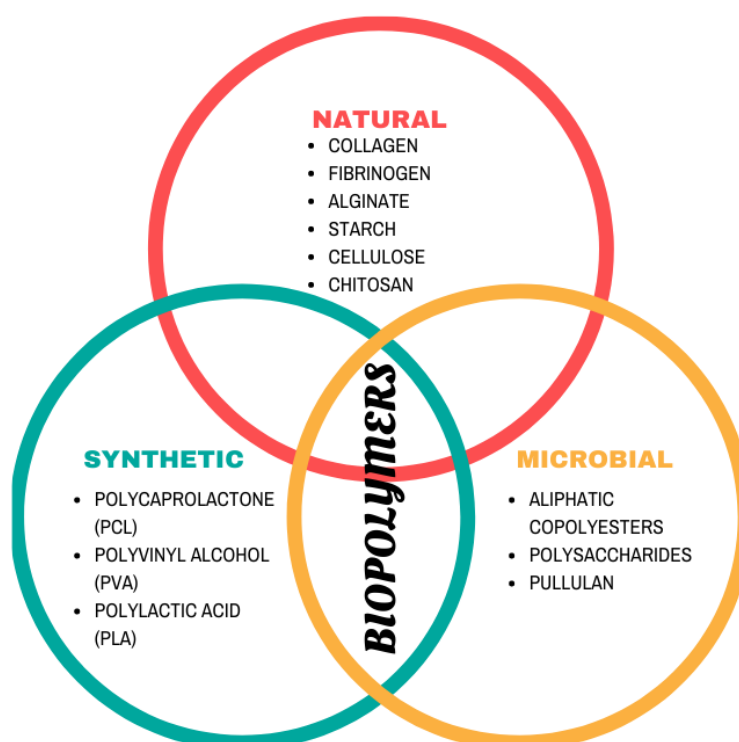 NATURAL
• COLLAGEN
• FIBRINOGEN
• ALGINATE
• STARCH
• CELLULOSE
• CHITOSAN
BIOPOLYMERS
SYNTHETIC
• POLYCAPROLACTONE
(PCL)
• POLYVINYL ALCOHOL
(PVA)
• POLYLACTIC ACID
(PLA)
MICROBIAL
• ALIPHATIC
COPOLYESTERS
• POLYSACCHARIDES
• PULLULAN